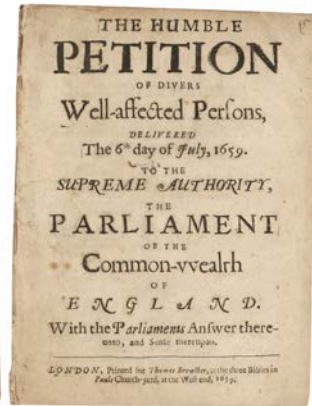 THE HUMBLE
PETITION
OF DIVERS
Well-affected Perſons,
DELIVERED
The 6th day of July, 1659.
TO THE
SUPREME AUTHORITY,
THE
PARLIAMENT
OF THE
Common-vvealth
OF
ENGLAND.
With the Parliaments Anſwer there-
unto, and Senſe thereupon.
LONDON, Printed for Thomas Brewſter, at the three Bibles in
Pauls Church-yard, at the Weſt end, 1659.